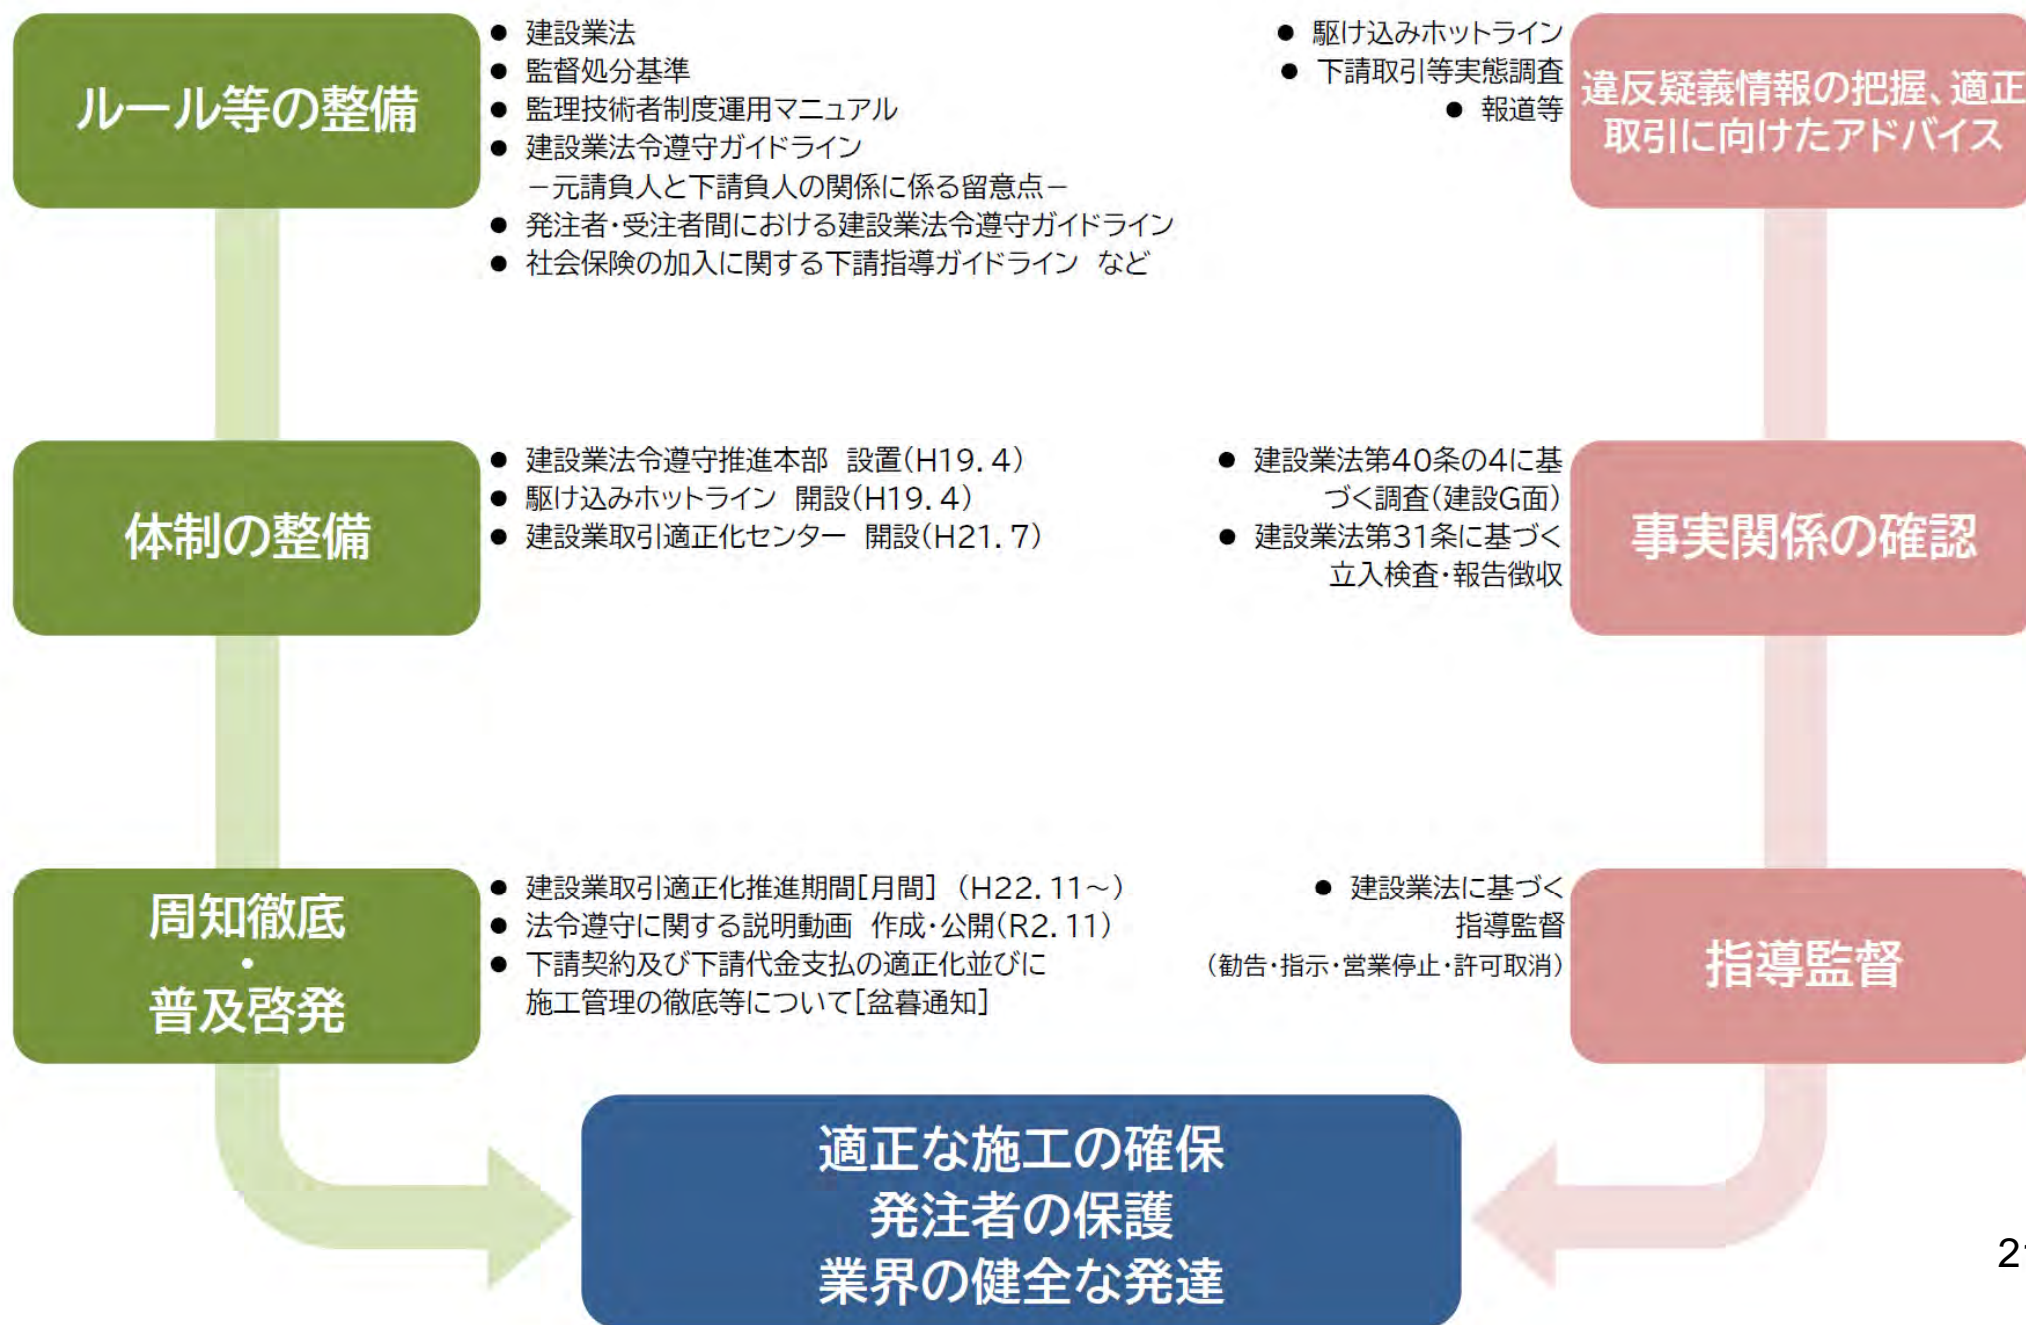 ルール等の整備
● 建設業法
● 監督処分基準
● 監理技術者制度運用マニュアル
● 建設業法令遵守ガイドライン
－元請負人と下請負人の関係に係る留意点－
● 発注者・受注者間における建設業法令遵守ガイドライン
● 社会保険の加入に関する下請指導ガイドライン など
● 駆け込みホットライン
● 下請取引等実態調査
● 報道等
違反疑義情報の把握、適正
取引に向けたアドバイス
体制の整備
● 建設業法令遵守推進本部 設置(H19.4)
● 駆け込みホットライン 開設(H19.4)
● 建設業取引適正化センター 開設(H21.7)
● 建設業法第40条の4に基
づく調査(建設G面)
● 建設業法第31条に基づく
立入検査・報告徴収
事実関係の確認
周知徹底
・
普及啓発
● 建設業取引適正化推進期間[月間] (H22.11～)
● 法令遵守に関する説明動画 作成・公開(R2.11)
● 下請契約及び下請代金支払の適正化並びに
施工管理の徹底等について[盆暮通知]
● 建設業法に基づく
指導監督
(勧告・指示・営業停止・許可取消)
指導監督
適正な施工の確保
発注者の保護
業界の健全な発達